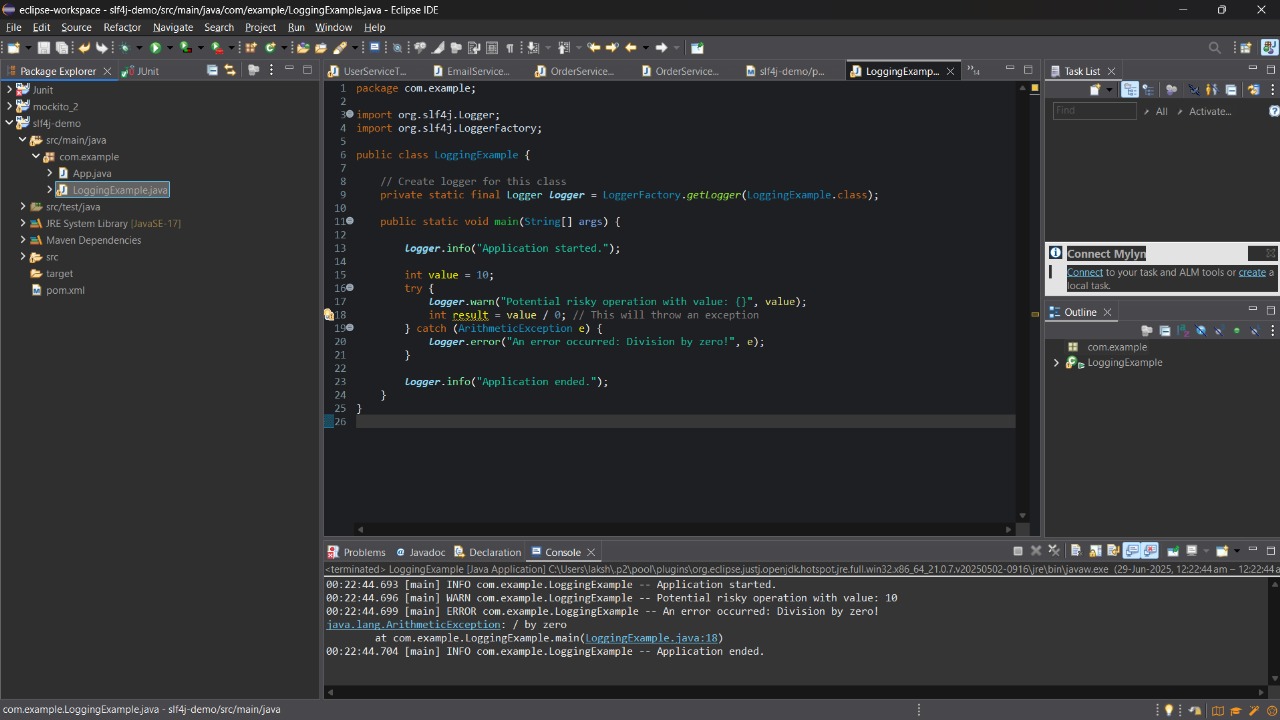 eclipse-workspace - slf4j-demo/src/main/java/com/example/LoggingExample.java - Eclipse IDE
File Edit Source Refactor Navigate Search Project Run Window Help
Package Explorer
JUnit
Junit
mockito_2
slf4j-demo
src/main/java
com.example
App.java
LoggingExample.java
src/test/java
JRE System Library [JavaSE-17]
Maven Dependencies
src
target
pom.xml
UserServiceT... EmailService... OrderService... OrderService... slf4j-demo/p... LoggingExamp... 14
1 package com.example;
2
3 import org.slf4j.Logger;
4 import org.slf4j.LoggerFactory;
5
6 public class LoggingExample {
7
8 // Create logger for this class
9 private static final Logger logger = LoggerFactory.getLogger(LoggingExample.class);
10
11 public static void main(String[] args) {
12
13 logger.info("Application started.");
14
15 int value = 10;
16 try {
17 logger.warn("Potential risky operation with value: {}", value);
18 int result = value / 0; // This will throw an exception
19 } catch (ArithmeticException e) {
20 logger.error("An error occurred: Division by zero!", e);
21 }
22
23 logger.info("Application ended.");
24 }
25 }
26
Task List
Find All Activate...
Connect Mylyn
Connect to your task and ALM tools or create a
local task.
Outline
com.example
LoggingExample
Problems Javadoc Declaration Console
<terminated> LoggingExample [Java Application] C:\Users\laksh\.p2\pool\plugins\org.eclipse.justj.openjdk.hotspot.jre.full.win32.x86_64_21.0.7.v20250502-0916\jre\bin\javaw.exe (29-Jun-2025, 12:22:44 am – 12:22:44 a
00:22:44.693 [main] INFO com.example.LoggingExample -- Application started.
00:22:44.696 [main] WARN com.example.LoggingExample -- Potential risky operation with value: 10
00:22:44.699 [main] ERROR com.example.LoggingExample -- An error occurred: Division by zero!
java.lang.ArithmeticException: / by zero
at com.example.LoggingExample.main(LoggingExample.java:18)
00:22:44.704 [main] INFO com.example.LoggingExample -- Application ended.
com.example.LoggingExample.java - slf4j-demo/src/main/java